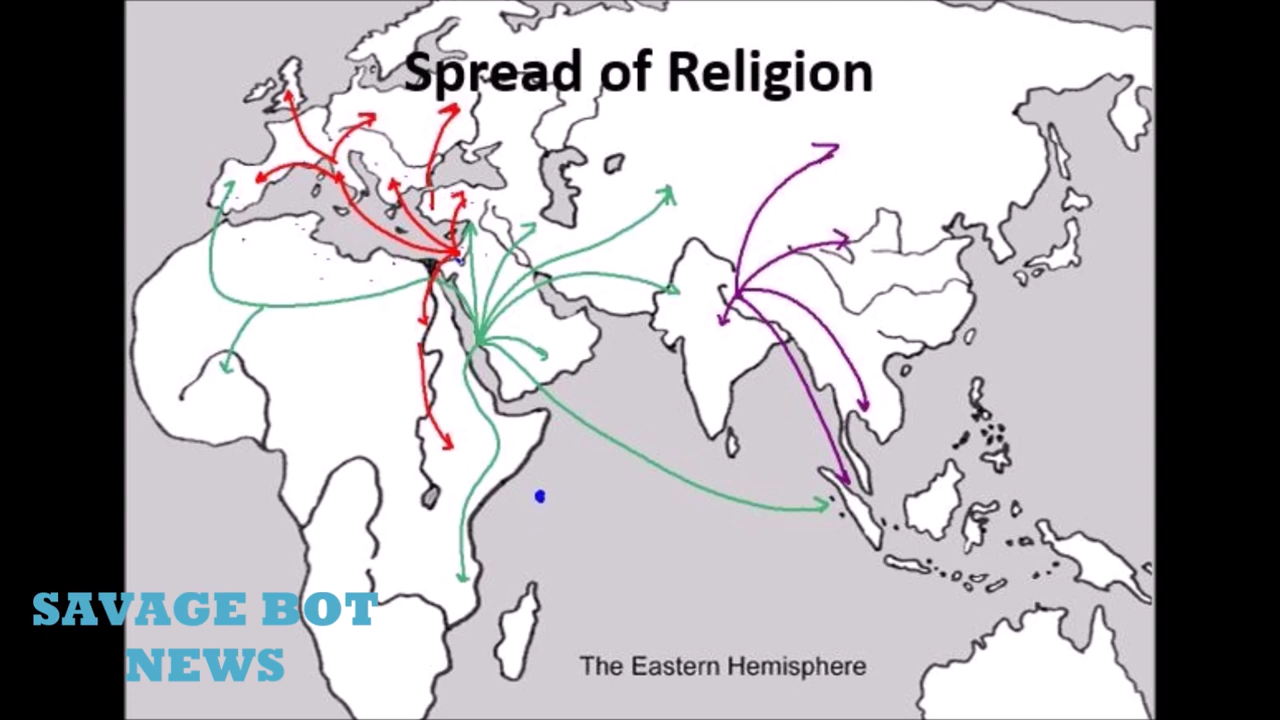 Spread of Religion
SAVAGE BOT
NEWS
The Eastern Hemisphere